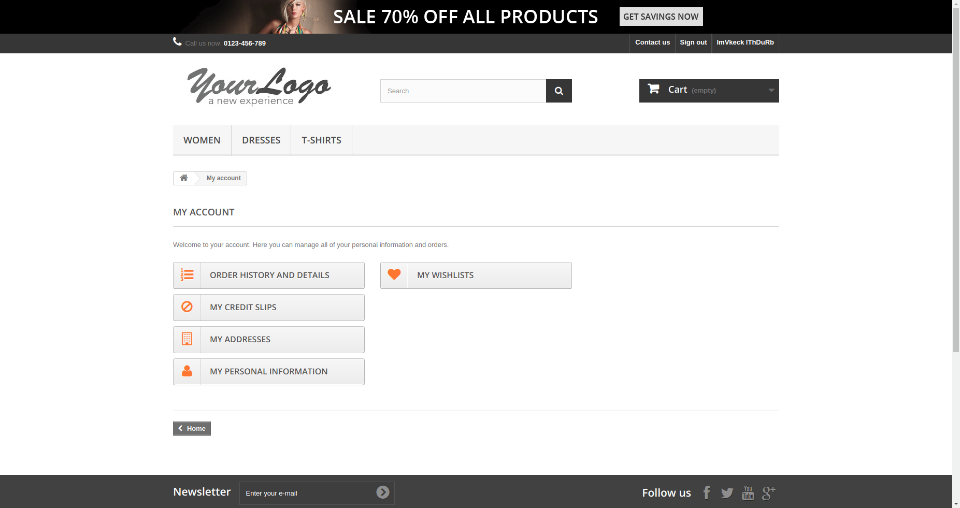 SALE 70% OFF ALL PRODUCTS GET SAVINGS NOW
Call us now: 0123-456-789
Contact us Sign out ImVkeck IThDuRb
YourLogo
a new experience
Search
Cart (empty)
WOMEN DRESSES T-SHIRTS
My account
MY ACCOUNT
Welcome to your account. Here you can manage all of your personal information and orders.
ORDER HISTORY AND DETAILS
MY WISHLISTS
MY CREDIT SLIPS
MY ADDRESSES
MY PERSONAL INFORMATION
Home
Newsletter Enter your e-mail
Follow us